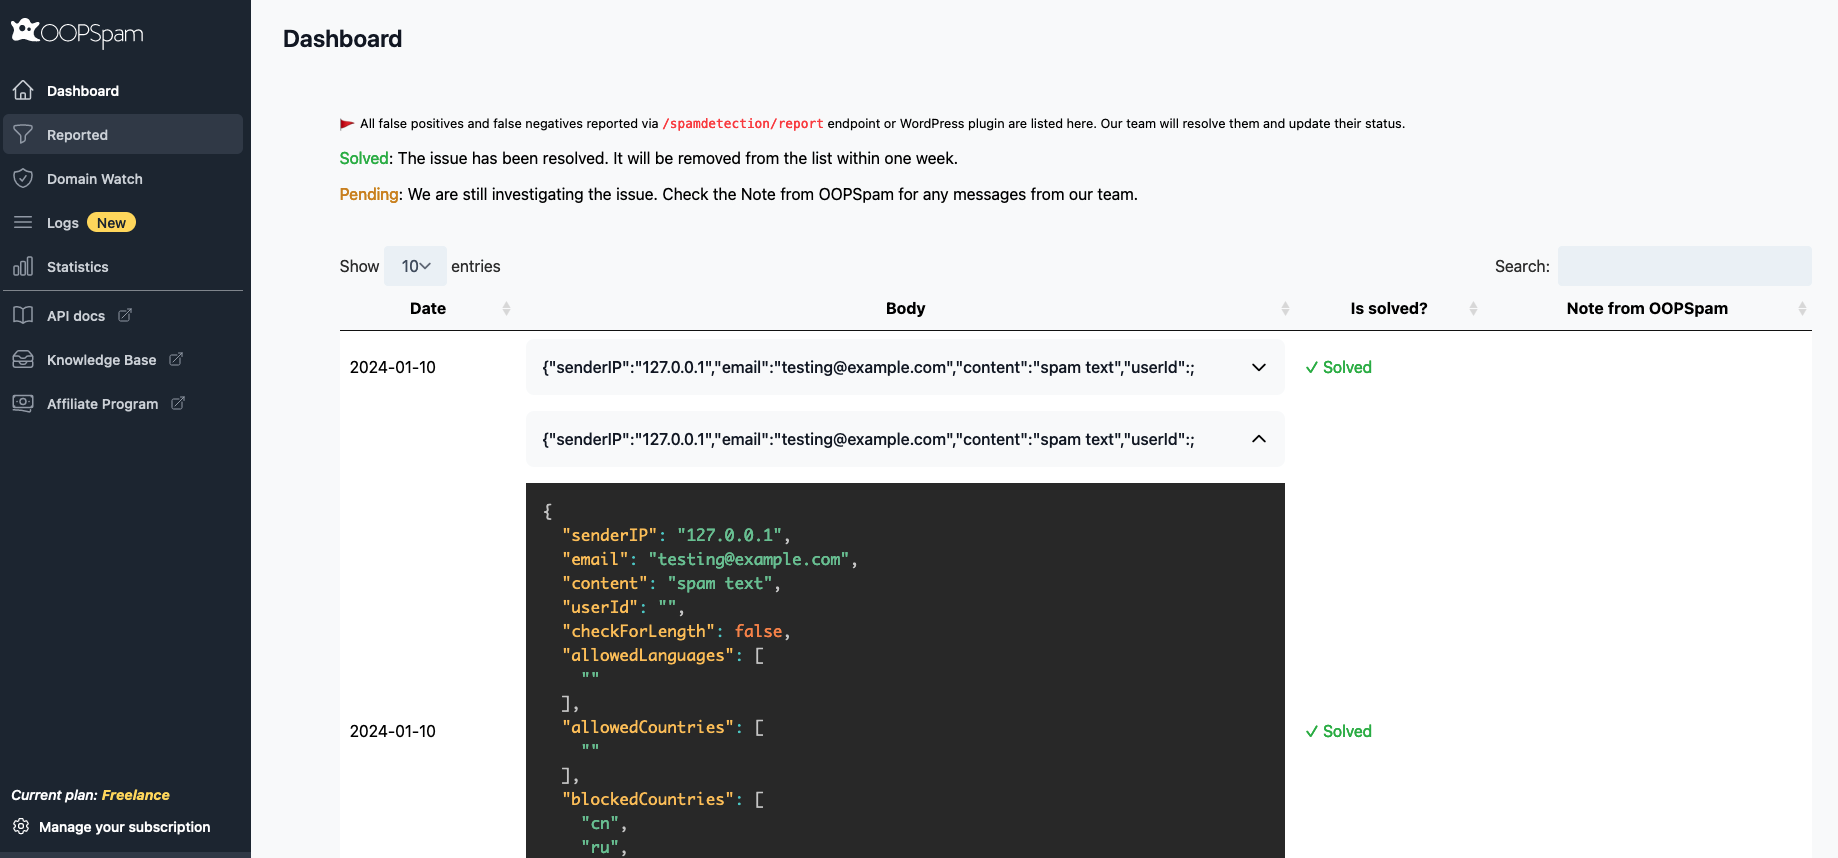 OOPSpam
Dashboard
Reported
Domain Watch
Logs New
Statistics
API docs
Knowledge Base
Affiliate Program
Current plan: Freelance
Manage your subscription
Dashboard
All false positives and false negatives reported via /spamdetection/report endpoint or WordPress plugin are listed here. Our team will resolve them and update their status.
Solved: The issue has been resolved. It will be removed from the list within one week.
Pending: We are still investigating the issue. Check the Note from OOPSpam for any messages from our team.
Show 10 entries
Search:
Date Body Is solved? Note from OOPSpam
2024-01-10 {"senderIP":"127.0.0.1","email":"testing@example.com","content":"spam text","userId":; ✓ Solved
{"senderIP":"127.0.0.1","email":"testing@example.com","content":"spam text","userId":;
{
"senderIP": "127.0.0.1",
"email": "testing@example.com",
"content": "spam text",
"userId": "",
"checkForLength": false,
"allowedLanguages": [
""
],
"allowedCountries": [
2024-01-10 ✓ Solved
""
],
"blockedCountries": [
"cn",
"ru",